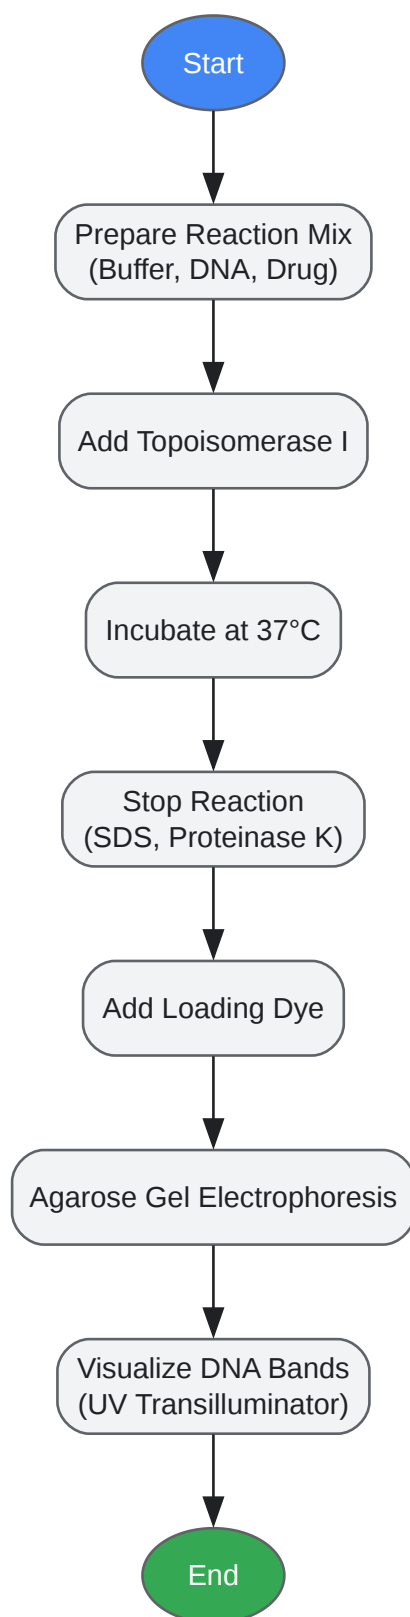 Start
Prepare Reaction Mix
(Buffer, DNA, Drug)
Add Topoisomerase I
Incubate at 37°C
Stop Reaction
(SDS, Proteinase K)
Add Loading Dye
Agarose Gel Electrophoresis
Visualize DNA Bands
(UV Transilluminator)
End